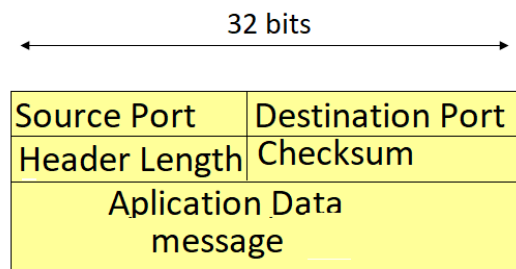 32 bits
Source Port Destination Port
Header Length Checksum
Aplication Data
message